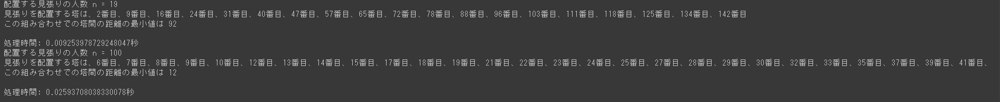 配置する見張りの人数 n = 19
見張りを配置する塔は、2番目、9番目、16番目、24番目、31番目、40番目、47番目、57番目、65番目、72番目、78番目、88番目、96番目、103番目、111番目、118番目、125番目、134番目、142番目
この組み合わせでの塔間の距離の最小値は 92
処理時間: 0.009253978729248047秒
配置する見張りの人数 n = 100
見張りを配置する塔は、6番目、7番目、8番目、9番目、10番目、12番目、13番目、14番目、15番目、17番目、18番目、19番目、21番目、22番目、23番目、24番目、25番目、27番目、28番目、29番目、30番目、32番目、33番目、35番目、37番目、39番目、41番目、
この組み合わせでの塔間の距離の最小値は 12
処理時間: 0.02593708038330078秒